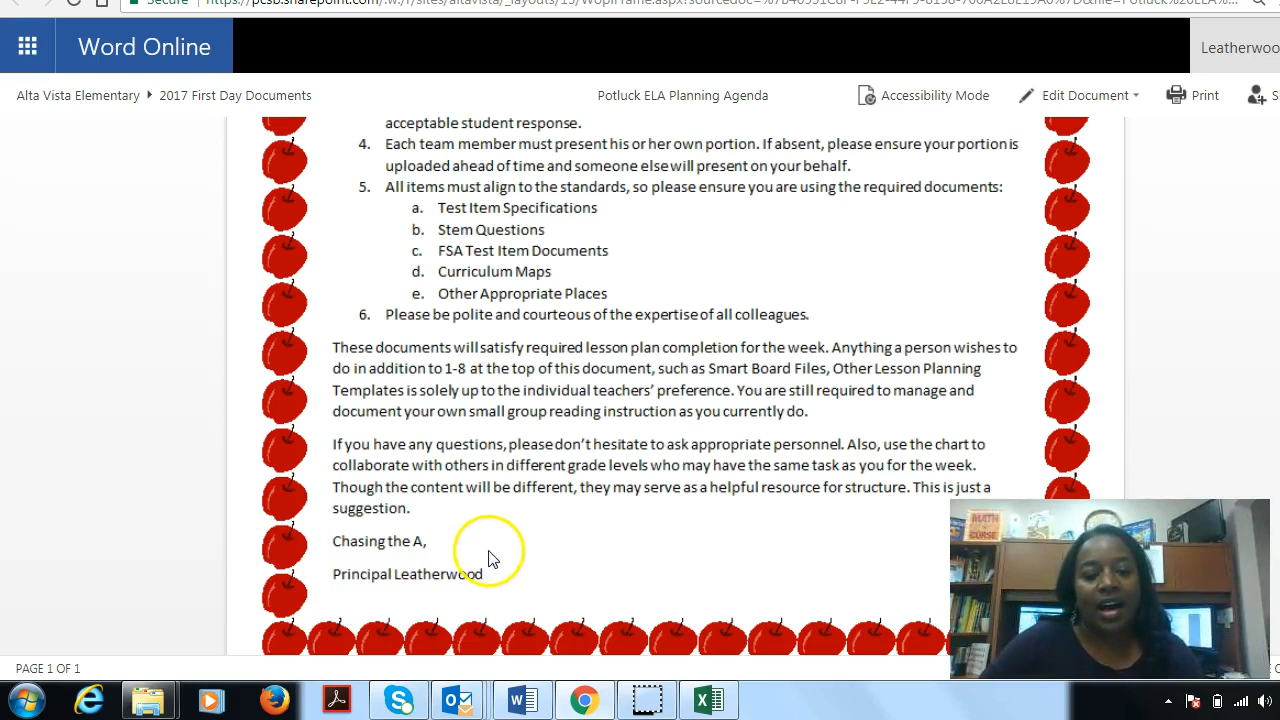 Secure
Word Online
Leatherwoo
Alta Vista Elementary ▸ 2017 First Day Documents
Potluck ELA Planning Agenda
Accessibility Mode
Edit Document
Print
acceptable student response.
4. Each team member must present his or her own portion. If absent, please ensure your portion is
uploaded ahead of time and someone else will present on your behalf.
5. All items must align to the standards, so please ensure you are using the required documents:
a. Test Item Specifications
b. Stem Questions
c. FSA Test Item Documents
d. Curriculum Maps
e. Other Appropriate Places
6. Please be polite and courteous of the expertise of all colleagues.
These documents will satisfy required lesson plan completion for the week. Anything a person wishes to
do in addition to 1-8 at the top of this document, such as Smart Board Files, Other Lesson Planning
Templates is solely up to the individual teachers’ preference. You are still required to manage and
document your own small group reading instruction as you currently do.
If you have any questions, please don’t hesitate to ask appropriate personnel. Also, use the chart to
collaborate with others in different grade levels who may have the same task as you for the week.
Though the content will be different, they may serve as a helpful resource for structure. This is just a
suggestion.
Chasing the A,
Principal Leatherwood
MATH
CURSE
PAGE 1 OF 1